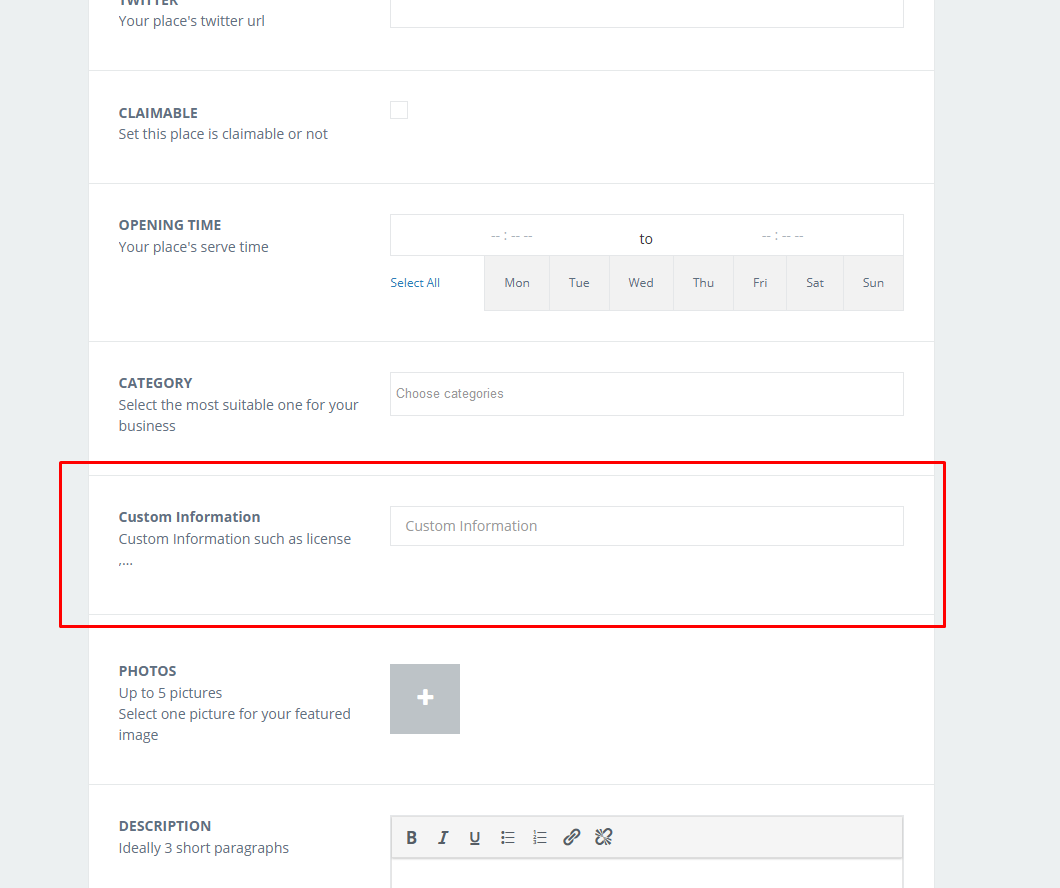 TWITTER
Your place's twitter url
CLAIMABLE
Set this place is claimable or not
OPENING TIME
Your place's serve time
-- : -- --
to
-- : -- --
Select All
Mon
Tue
Wed
Thu
Fri
Sat
Sun
CATEGORY
Select the most suitable one for your
business
Choose categories
Custom Information
Custom Information such as license
,...
Custom Information
PHOTOS
Up to 5 pictures
Select one picture for your featured
image
DESCRIPTION
Ideally 3 short paragraphs
B I U